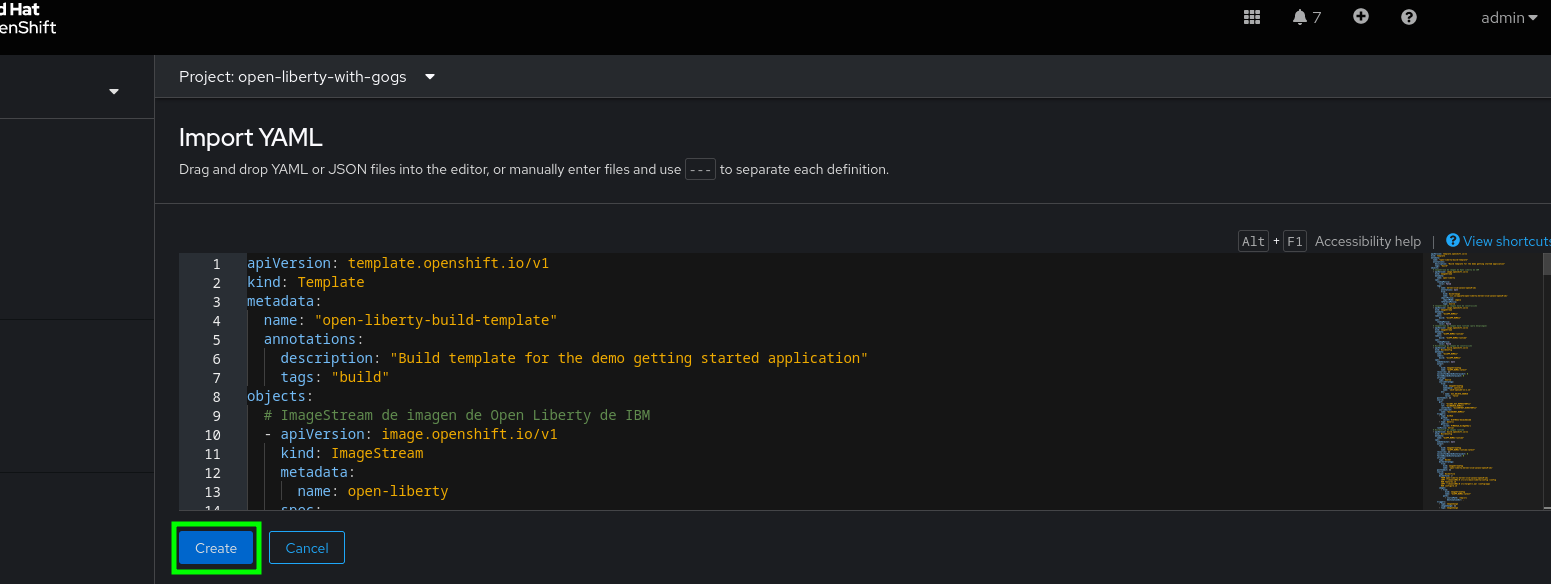 d Hat
enShift
7
admin
Project: open-liberty-with-gogs
Import YAML
Drag and drop YAML or JSON files into the editor, or manually enter files and use --- to separate each definition.
Alt + F1 Accessibility help | View shortcuts
1 apiVersion: template.openshift.io/v1
2 kind: Template
3 metadata:
4 name: "open-liberty-build-template"
5 annotations:
6 description: "Build template for the demo getting started application"
7 tags: "build"
8 objects:
9 # ImageStream de imagen de Open Liberty de IBM
10 - apiVersion: image.openshift.io/v1
11 kind: ImageStream
12 metadata:
13 name: open-liberty
14 spec:
Create Cancel